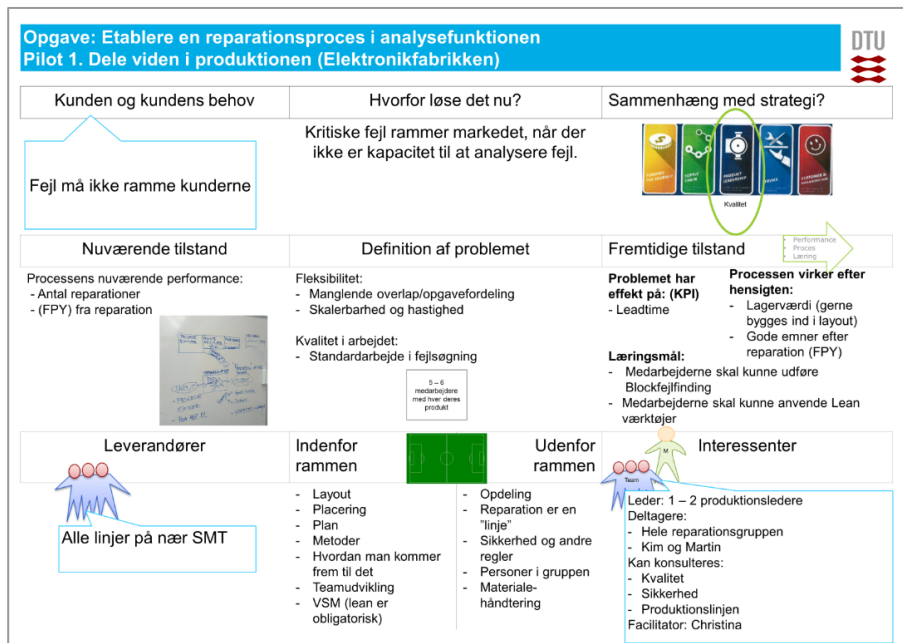 Opgave: Etablere en reparationsproces i analysefunktionen
Pilot 1. Dele viden i produktionen (Elektronikfabrikken)
DTU
Kunden og kundens behov
Hvorfor løse det nu?
Sammenhæng med strategi?
Fejl må ikke ramme kunderne
Kritiske fejl rammer markedet, når der
ikke er kapacitet til at analysere fejl.
Kvalitet
Nuværende tilstand
Definition af problemet
Fremtidige tilstand
- Performance
- Proces
- Læring
Processens nuværende performance:
- Antal reparationer
- (FPY) fra reparation
Fleksibilitet:
- Manglende overlap/opgavefordeling
- Skalerbarhed og hastighed
Kvalitet i arbejdet:
- Standardarbejde i fejlsøgning
5 – 6
medarbejdere
med hver deres
produkt
Problemet har
effekt på: (KPI)
- Leadtime
Processen virker efter
hensigten:
- Lagerværdi (gerne
bygges ind i layout)
- Gode emner efter
reparation (FPY)
Læringsmål:
- Medarbejderne skal kunne udføre
Blockfejlfinding
- Medarbejderne skal kunne anvende Lean
værktøjer
Leverandører
Alle linjer på nær SMT
Indenfor
rammen
- Layout
- Placering
- Plan
- Metoder
- Hvordan man kommer
frem til det
- Teamudvikling
- VSM (lean er
obligatorisk)
Udenfor
rammen
- Opdeling
- Reparation er en
"linje"
- Sikkerhed og andre
regler
- Personer i gruppen
- Materiale-
håndtering
Interessenter
M
Team
Leder: 1 – 2 produktionsledere
Deltagere:
- Hele reparationsgruppen
- Kim og Martin
Kan konsulteres:
- Kvalitet
- Sikkerhed
- Produktionslinjen
Facilitator: Christina